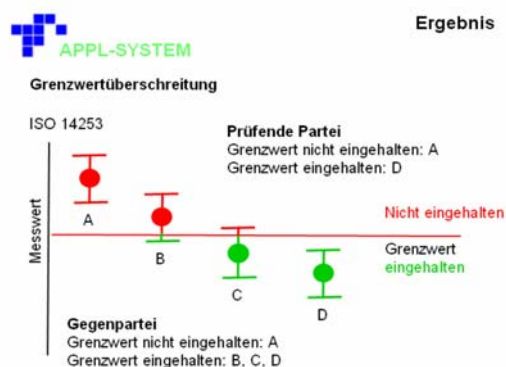 Ergebnis
APPL-SYSTEM
Grenzwertüberschreitung
ISO 14253
Prüfende Partei
Grenzwert nicht eingehalten: A
Grenzwert eingehalten: D
Messwert
A
B
C
D
Nicht eingehalten
Grenzwert
eingehalten
Gegenpartei
Grenzwert nicht eingehalten: A
Grenzwert eingehalten: B, C, D